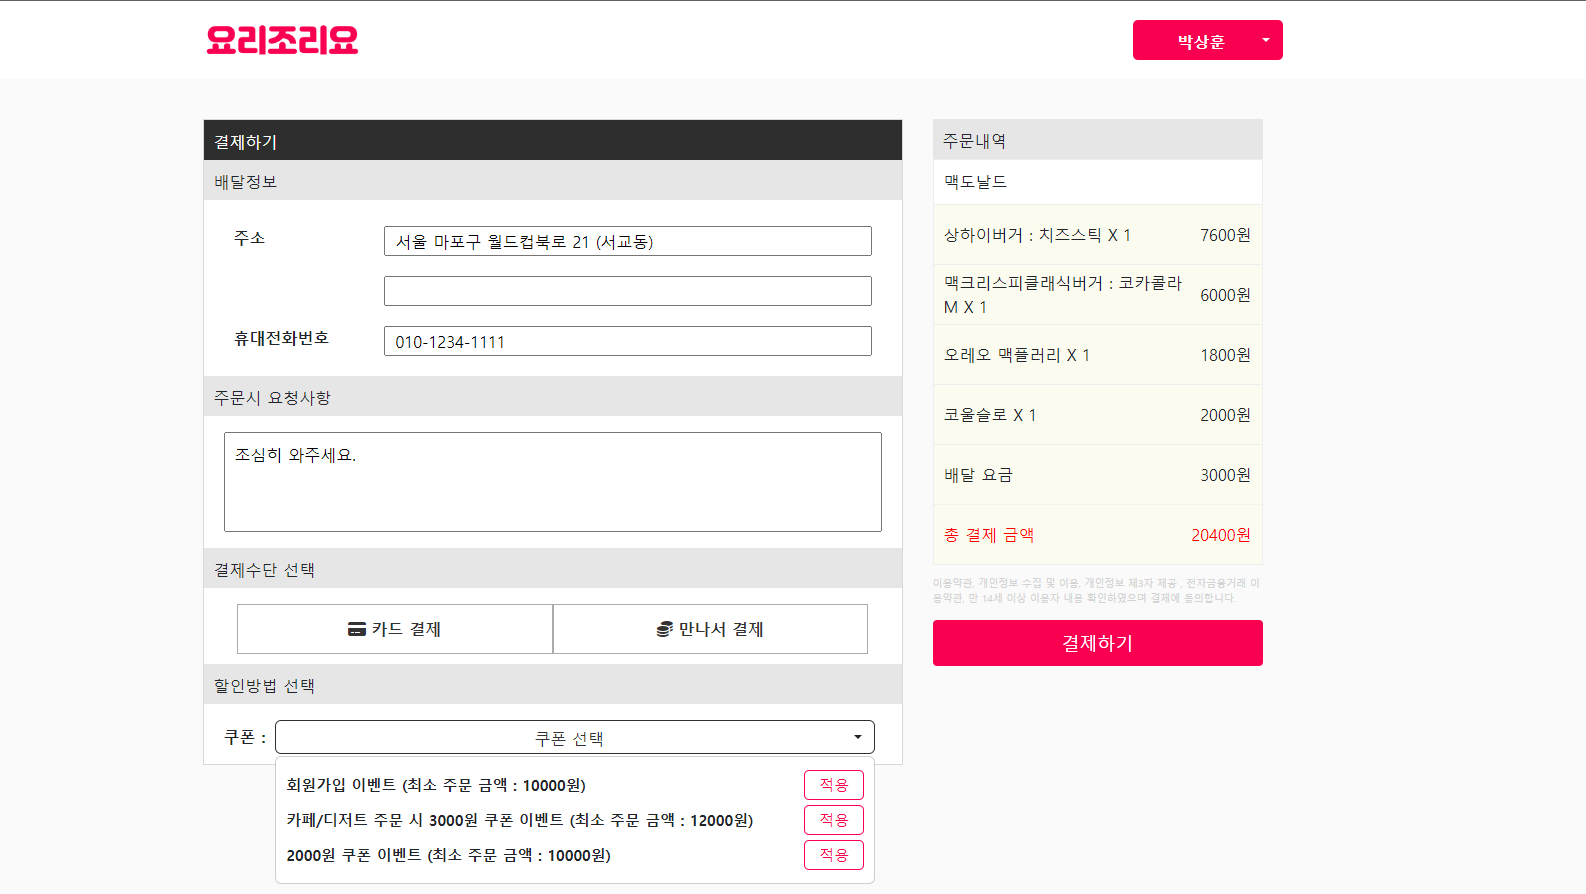 요리조리요
박상훈
결제하기
배달정보
주소
서울 마포구 월드컵북로 21 (서교동)
휴대전화번호
010-1234-1111
주문시 요청사항
조심히 와주세요.
결제수단 선택
카드 결제
만나서 결제
할인방법 선택
쿠폰 :
쿠폰 선택
회원가입 이벤트 (최소 주문 금액 : 10000원)
적용
카페/디저트 주문 시 3000원 쿠폰 이벤트 (최소 주문 금액 : 12000원)
적용
2000원 쿠폰 이벤트 (최소 주문 금액 : 10000원)
적용
주문내역
맥도날드
상하이버거 : 치즈스틱 X 1
7600원
맥크리스피클래식버거 : 코카콜라
M X 1
6000원
오레오 맥플러리 X 1
1800원
코울슬로 X 1
2000원
배달 요금
3000원
총 결제 금액
20400원
이용약관, 개인정보 수집 및 이용, 개인정보 제3자 제공 , 전자금융거래 이
용약관, 만 14세 이상 이용자 내용 확인하였으며 결제에 동의합니다.
결제하기